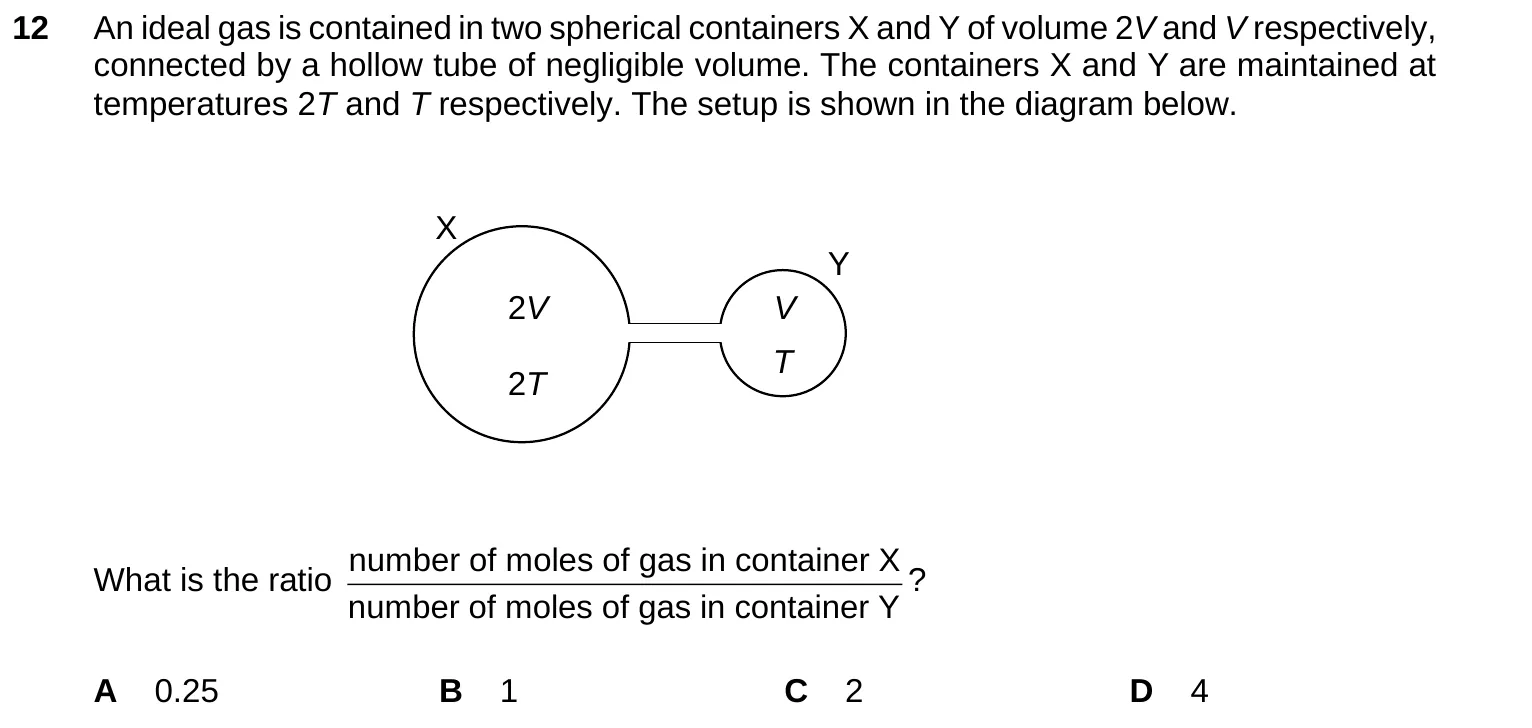 12 An ideal gas is contained in two spherical containers X and Y of volume 2V and V respectively,
connected by a hollow tube of negligible volume. The containers X and Y are maintained at
temperatures 2T and T respectively. The setup is shown in the diagram below.
X
Y
2V
V
T
2T
number of moles of gas in container X
What is the ratio ?
number of moles of gas in container Y
A 0.25 B 1 C 2 D 4